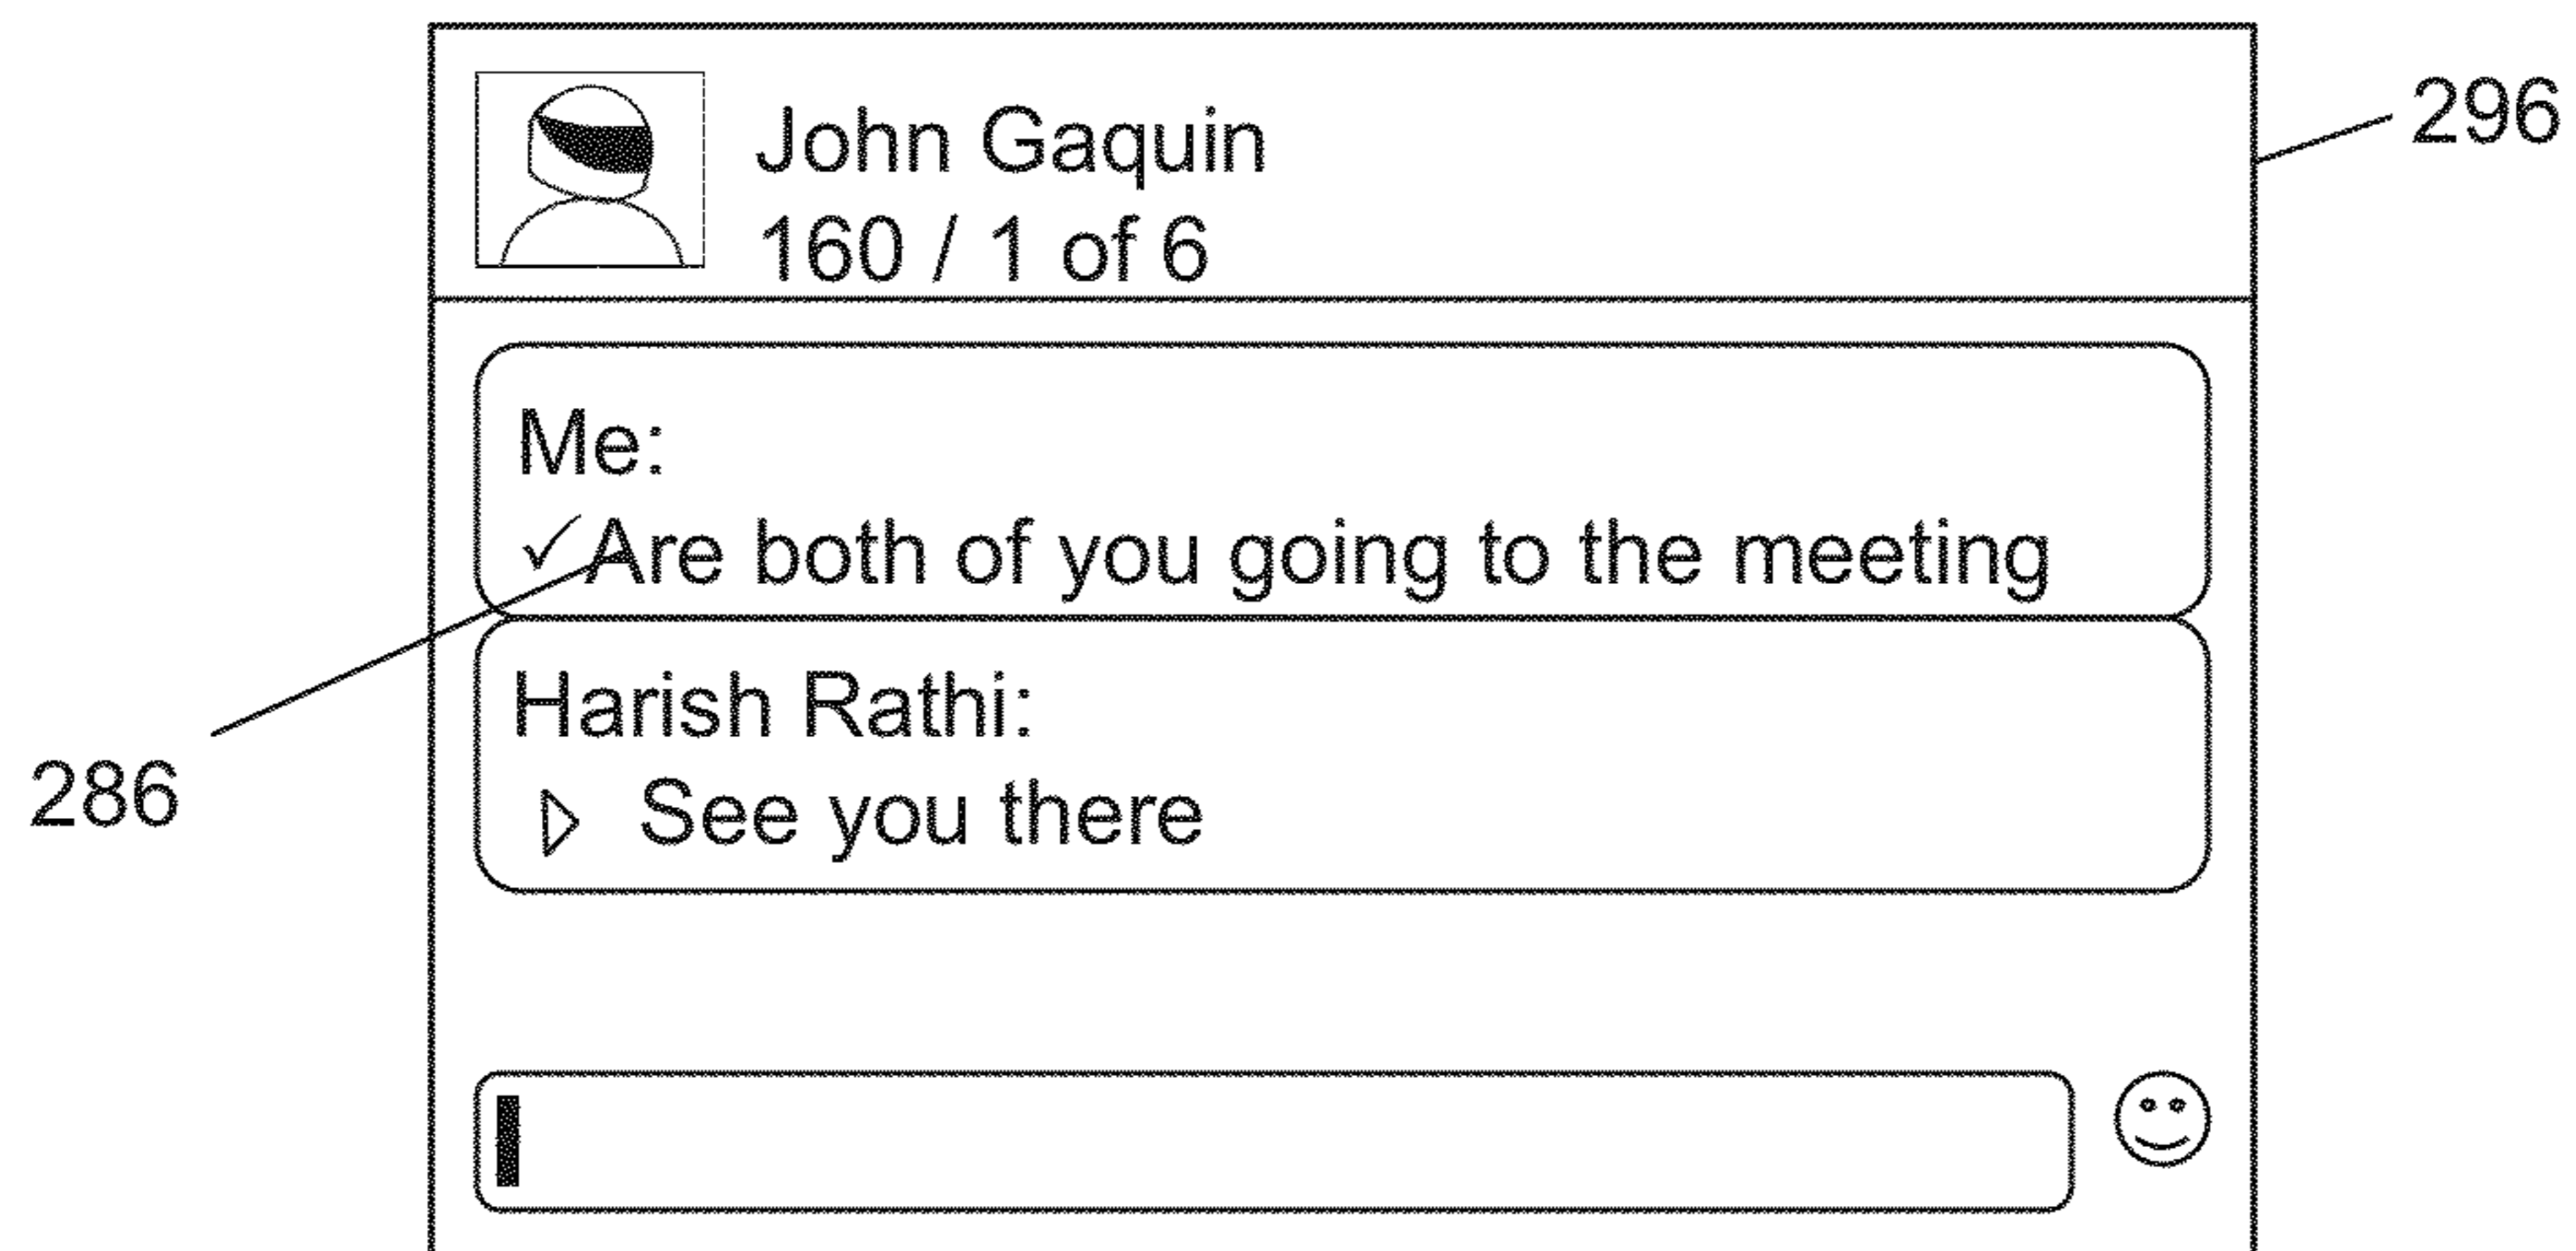 John Gaquin
296
160 / 1 of 6
Me:
✓Are both of you going to the meeting
Harish Rathi:
286
▷ See you there